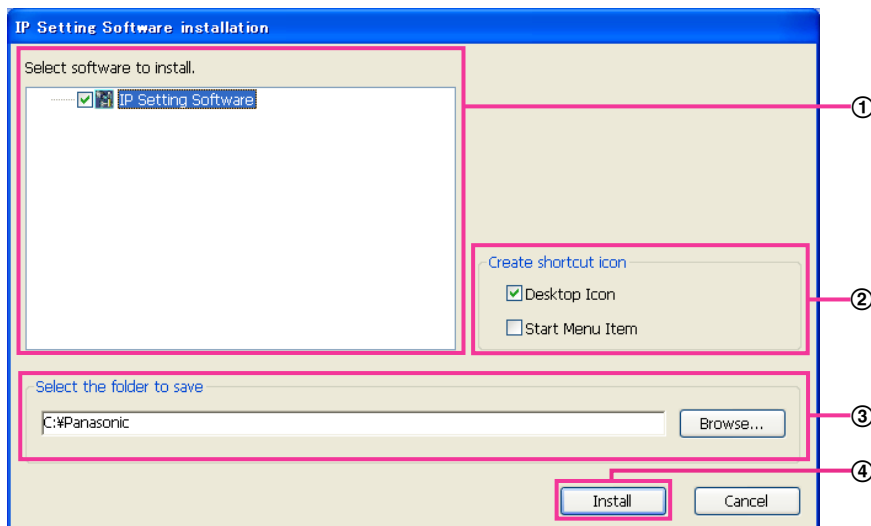 IP Setting Software installation
Select software to install.
IP Setting Software
①
Create shortcut icon
Desktop Icon
Start Menu Item
②
Select the folder to save
C:¥Panasonic
Browse...
③
④
Install
Cancel